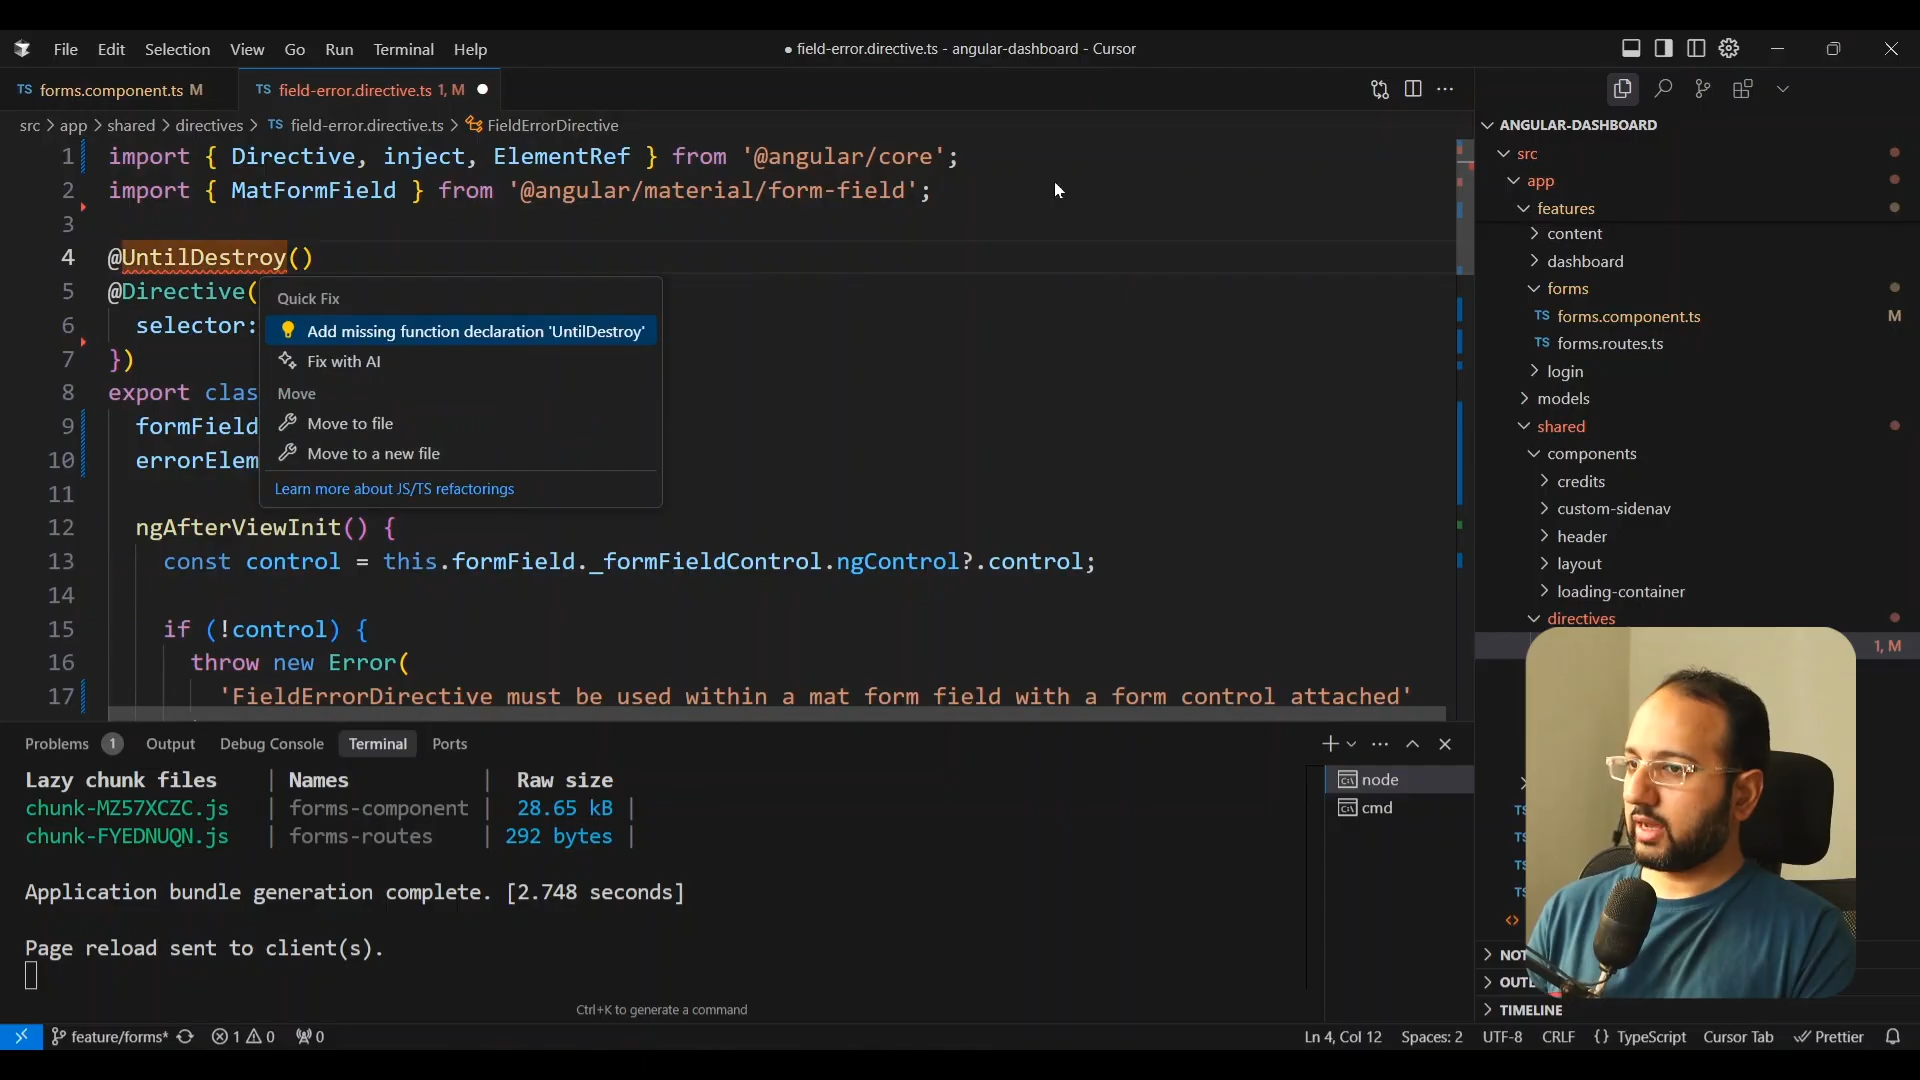 File Edit Selection View Go Run Terminal Help
● field-error.directive.ts - angular-dashboard - Cursor
TS forms.component.ts M
TS field-error.directive.ts 1, M
src > app > shared > directives > TS field-error.directive.ts > FieldErrorDirective
1 import { Directive, inject, ElementRef } from '@angular/core';
2 import { MatFormField } from '@angular/material/form-field';
3
4 @UntilDestroy()
5 @Directive(
6 selector:
7 })
8 export clas
9 formField
10 errorElem
11
12 ngAfterViewInit() {
13 const control = this.formField._formFieldControl.ngControl?.control;
14
15 if (!control) {
16 throw new Error(
17 'FieldErrorDirective must be used within a mat form field with a form control attached'
Quick Fix
Add missing function declaration 'UntilDestroy'
Fix with AI
Move
Move to file
Move to a new file
Learn more about JS/TS refactorings
Problems 1 Output Debug Console Terminal Ports
Lazy chunk files | Names | Raw size
chunk-MZ57XCZC.js | forms-component | 28.65 kB |
chunk-FYEDNUQN.js | forms-routes | 292 bytes |
Application bundle generation complete. [2.748 seconds]
Page reload sent to client(s).
Ctrl+K to generate a command
node
cmd
ANGULAR-DASHBOARD
src
app
features
content
dashboard
forms
TS forms.component.ts M
TS forms.routes.ts
login
models
shared
components
credits
custom-sidenav
header
layout
loading-container
directives
1, M
TS
TS
TS
TS
<>
NOT
OUTL
TIMELINE
feature/forms* 1 0 0
Ln 4, Col 12 Spaces: 2 UTF-8 CRLF {} TypeScript Cursor Tab Prettier